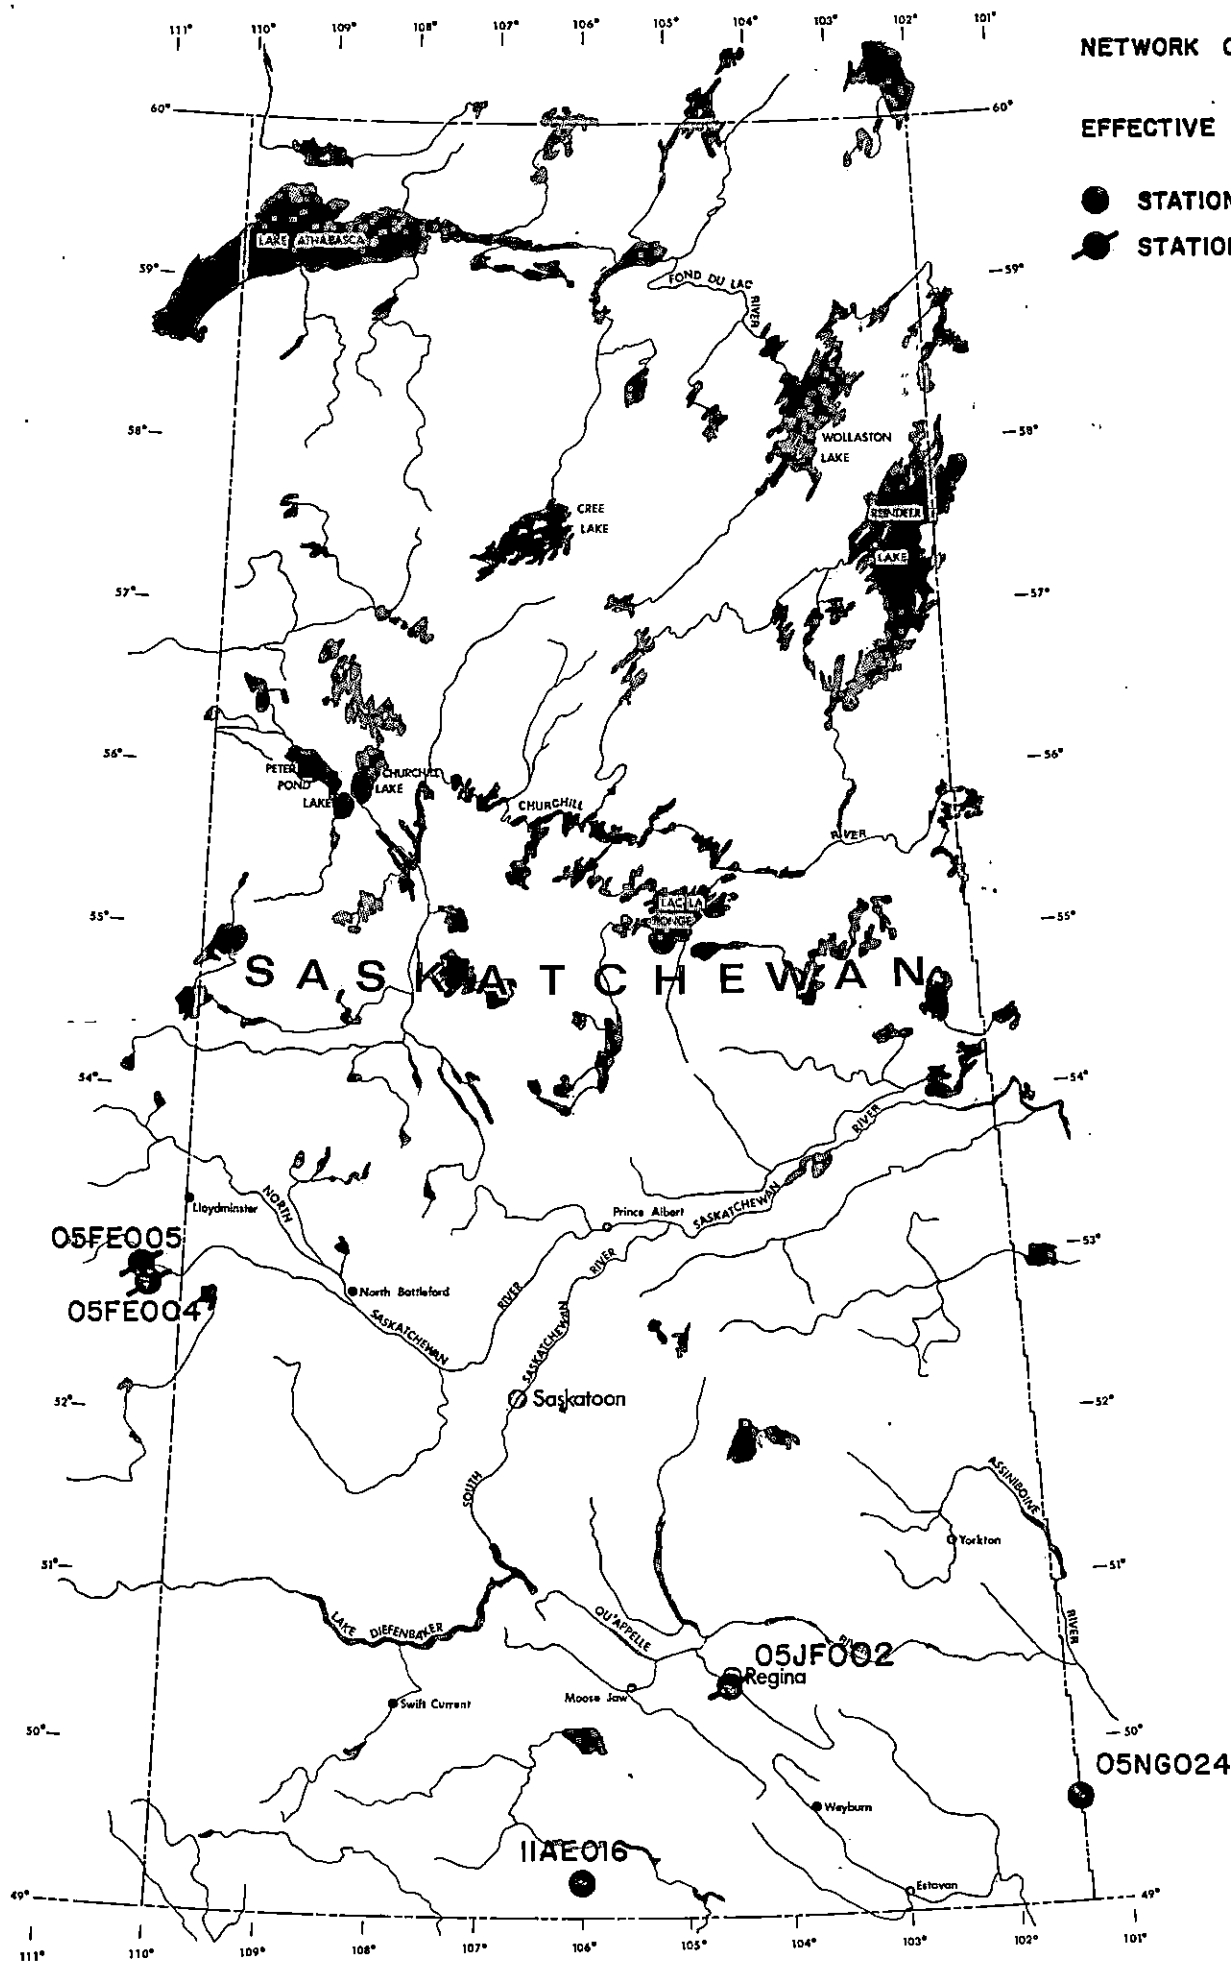 111° 110° 109° 108° 107° 106° 105° 104° 103° 102° 101°
NETWORK
60° 60°
EFFECTIVE
STATION
STATION
LAKE ATHABASCA
59° 59°
FOND DU LAC
RIVER
58° 58°
WOLLASTON
LAKE
CREE
LAKE
REINDEER
LAKE
57° 57°
56° 56°
PETER
POND
LAKE
CHURCHILL
LAKE
CHURCHILL
RIVER
55° 55°
LAC LA
RONGE
SASKATCHEWAN
54° 54°
RIVER
Lloydminster
NORTH
Prince Albert
SASKATCHEWAN
53°
05FE005
05FE004
North Battleford
RIVER
RIVER
SASKATCHEWAN
SASKATCHEWAN
52° 52°
Saskatoon
SOUTH
ASSINIBOINE
Yorkton
51° 51°
RIVER
LAKE DIEFENBAKER
QU'APPELLE
RIVER
05JF002
Regina
Moose Jaw
Swift Current
50° 50°
05NG024
Weyburn
11AE016
Estevan
49° 49°
111° 110° 109° 108° 107° 106° 105° 104° 103° 102° 101°